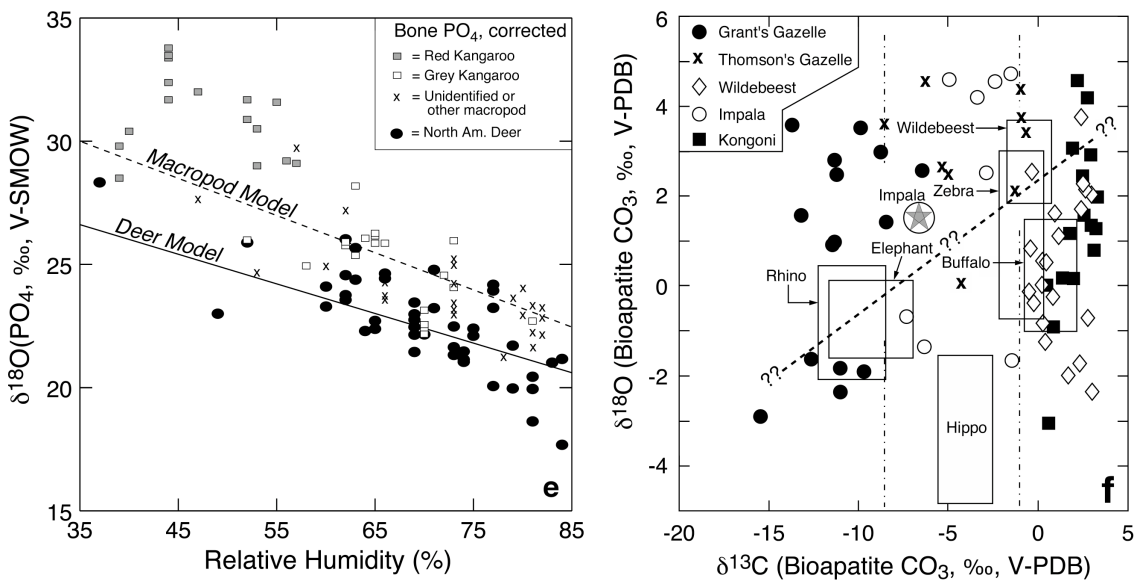 δ¹⁸O(PO₄, ‰, V-SMOW)
35
30
25
20
15
Bone PO₄, corrected
= Red Kangaroo
= Grey Kangaroo
x = Unidentified or
other macropod
= North Am. Deer
Macropod Model
Deer Model
e
35 45 55 65 75 85
Relative Humidity (%)
δ¹⁸O (Bioapatite CO₃, ‰, V-PDB)
6
4
2
0
-2
-4
Grant's Gazelle
x Thomson's Gazelle
Wildebeest
Impala
Kongoni
Wildebeest
??
Zebra
Impala
??
Elephant
Buffalo
Rhino
??
Hippo
f
-20 -15 -10 -5 0 5
δ¹³C (Bioapatite CO₃, ‰, V-PDB)